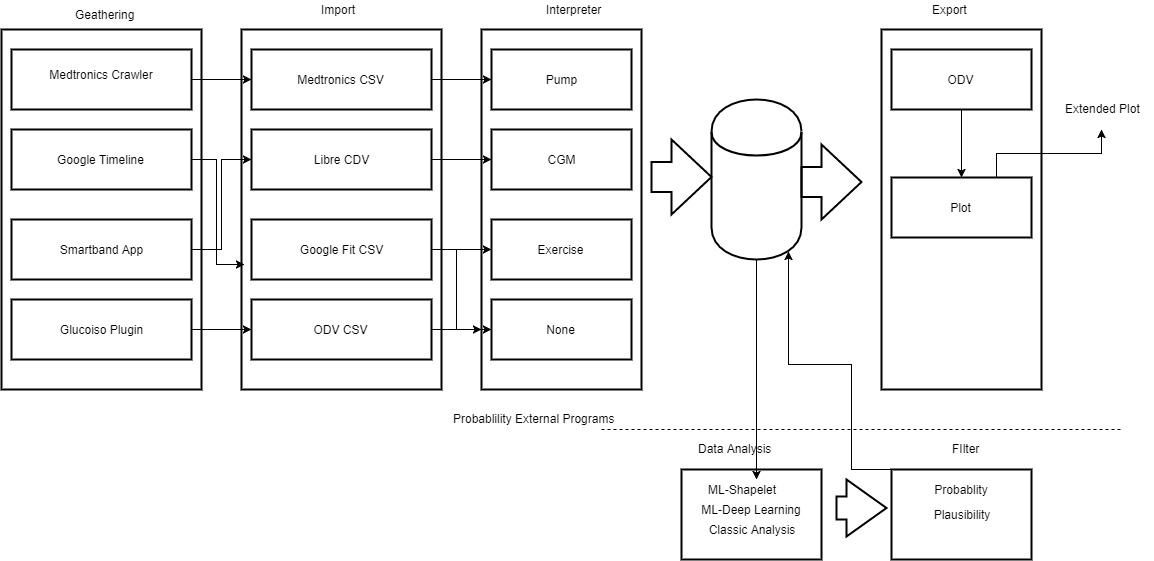 Geathering
Import
Interpreter
Export
Medtronics Crawler
Medtronics CSV
Pump
ODV
Extended Plot
Google Timeline
Libre CDV
CGM
Plot
Smartband App
Google Fit CSV
Exercise
Glucoiso Plugin
ODV CSV
None
Probablility External Programs
Data Analysis
FIlter
ML-Shapelet
ML-Deep Learning
Classic Analysis
Probablity
Plausibility